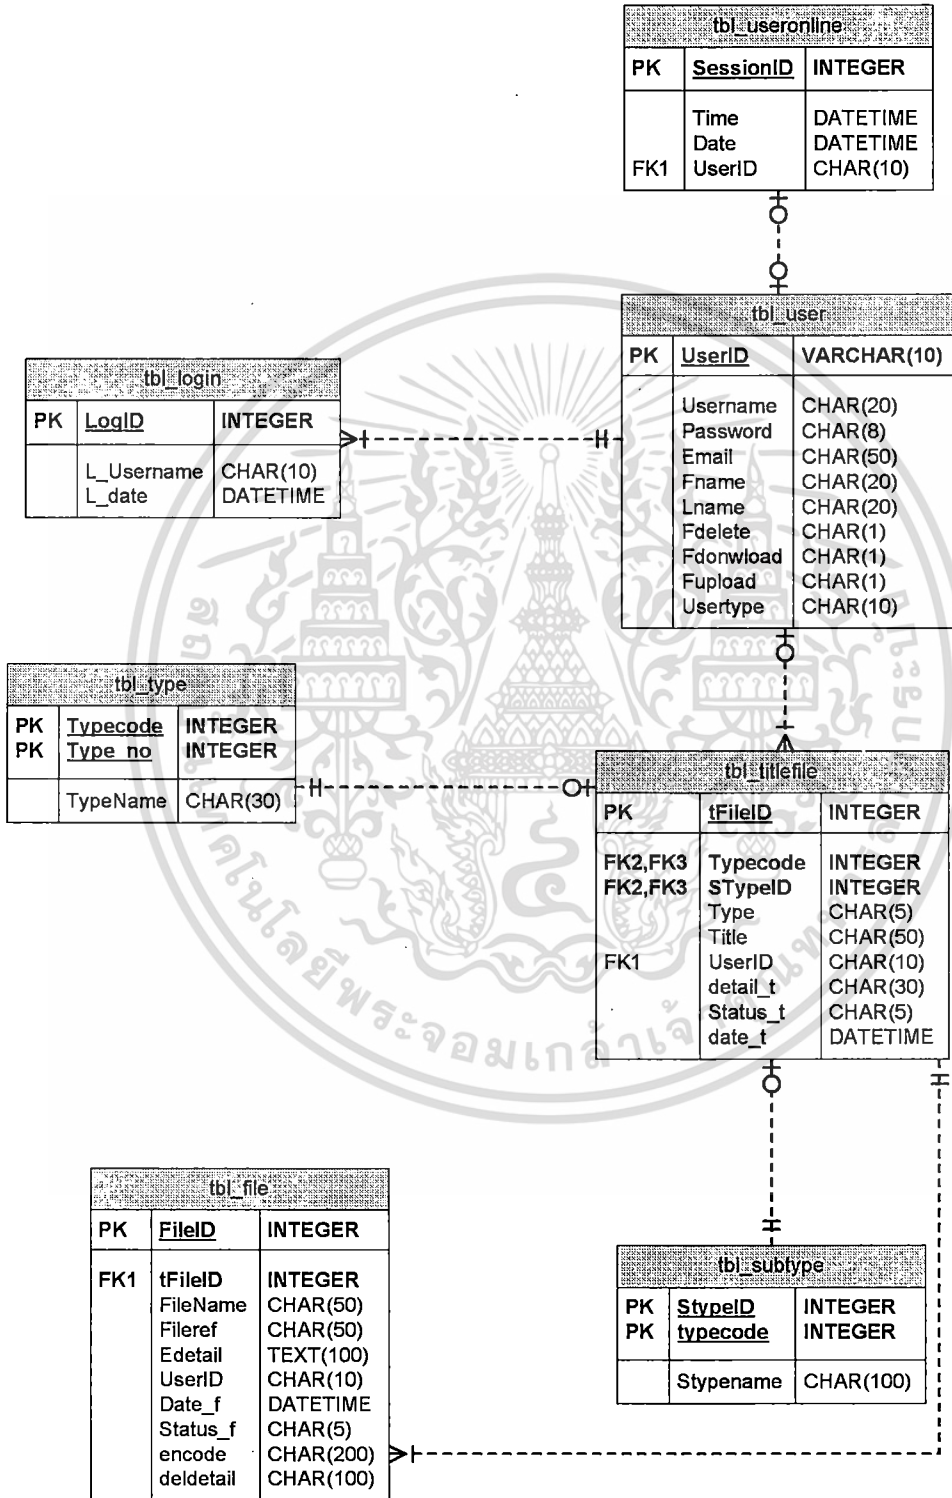 tbl_useronline
PK SessionID INTEGER
Time DATETIME
Date DATETIME
FK1 UserID CHAR(10)
tbl_user
PK UserID VARCHAR(10)
Username CHAR(20)
Password CHAR(8)
Email CHAR(50)
Fname CHAR(20)
Lname CHAR(20)
Fdelete CHAR(1)
Fdonwload CHAR(1)
Fupload CHAR(1)
Usertype CHAR(10)
tbl_login
PK LogID INTEGER
L_Username CHAR(10)
L_date DATETIME
tbl_type
PK Typecode INTEGER
PK Type_no INTEGER
TypeName CHAR(30)
tbl_titlefile
PK tFileID INTEGER
FK2,FK3 Typecode INTEGER
FK2,FK3 STypeID INTEGER
Type CHAR(5)
Title CHAR(50)
FK1 UserID CHAR(10)
detail_t CHAR(30)
Status_t CHAR(5)
date_t DATETIME
tbl_file
PK FileID INTEGER
FK1 tFileID INTEGER
FileName CHAR(50)
Fileref CHAR(50)
Edetail TEXT(100)
UserID CHAR(10)
Date_f DATETIME
Status_f CHAR(5)
encode CHAR(200)
deldetail CHAR(100)
tbl_subtype
PK StypeID INTEGER
PK typecode INTEGER
Stypename CHAR(100)